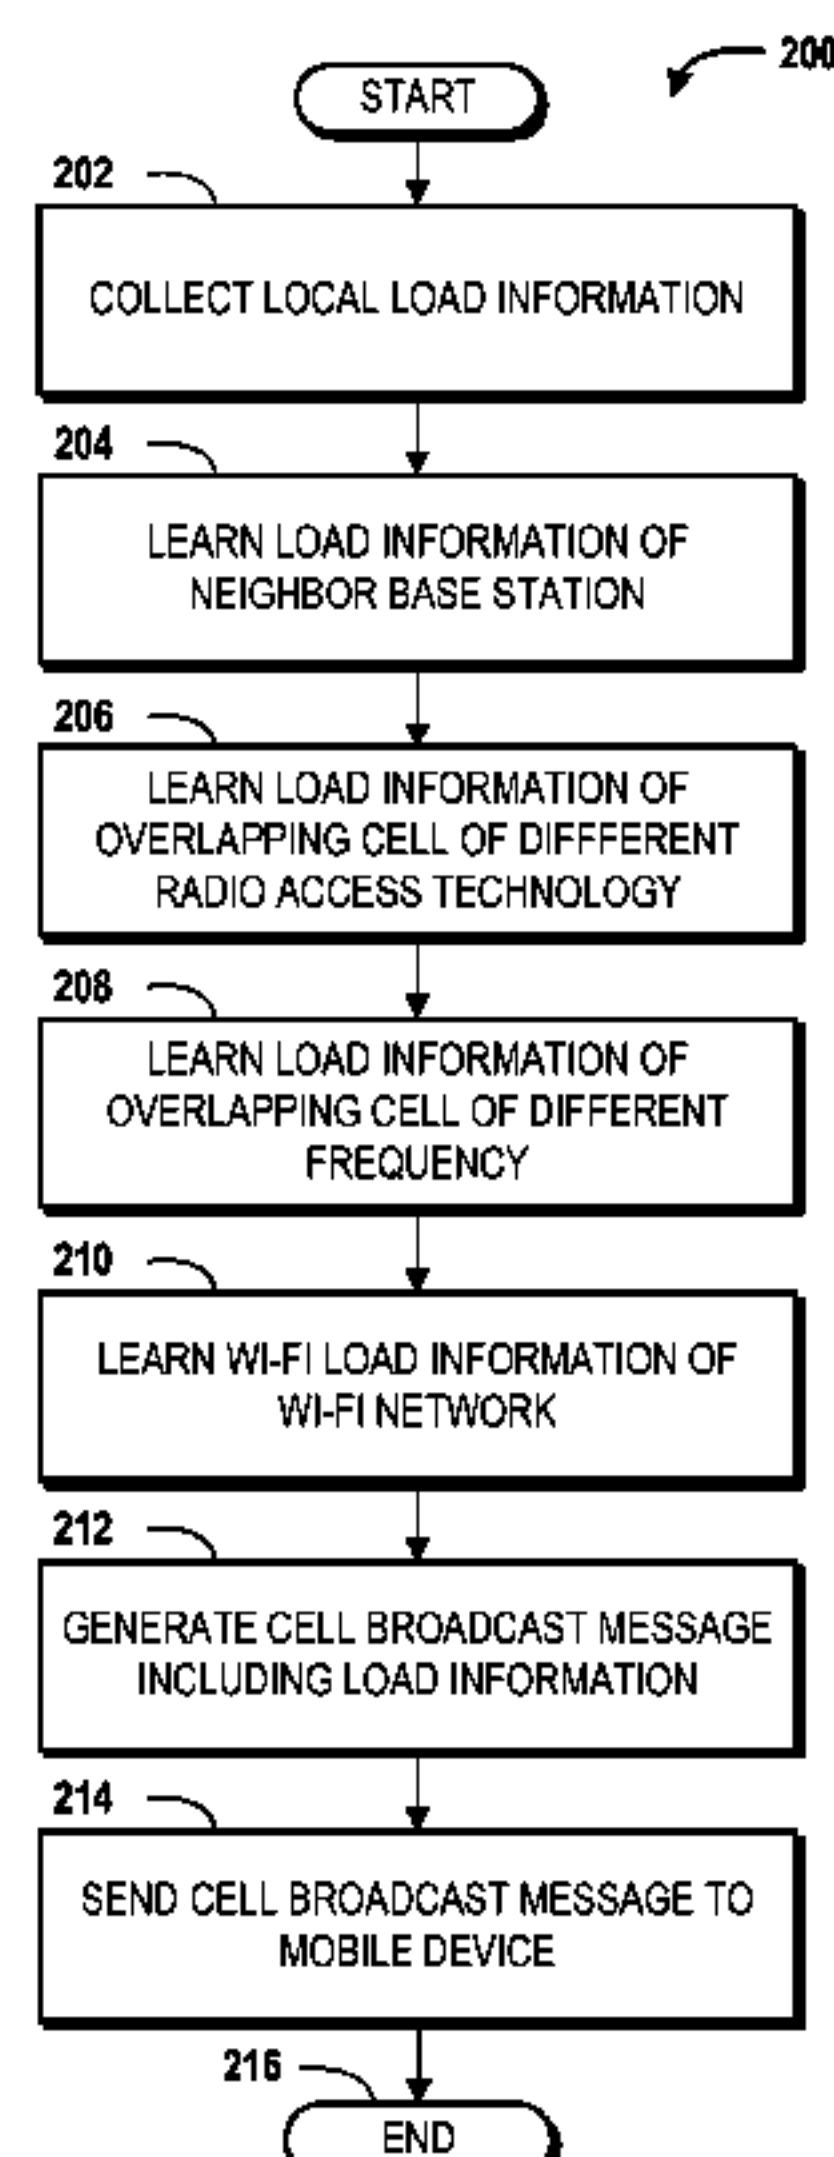 200
START
202
COLLECT LOCAL LOAD INFORMATION
204
LEARN LOAD INFORMATION OF
NEIGHBOR BASE STATION
206
LEARN LOAD INFORMATION OF
OVERLAPPING CELL OF DIFFFERENT
RADIO ACCESS TECHNOLOGY
208
LEARN LOAD INFORMATION OF
OVERLAPPING CELL OF DIFFERENT
FREQUENCY
210
LEARN WI-FI LOAD INFORMATION OF
WI-FI NETWORK
212
GENERATE CELL BROADCAST MESSAGE
INCLUDING LOAD INFORMATION
214
SEND CELL BROADCAST MESSAGE TO
MOBILE DEVICE
216
END